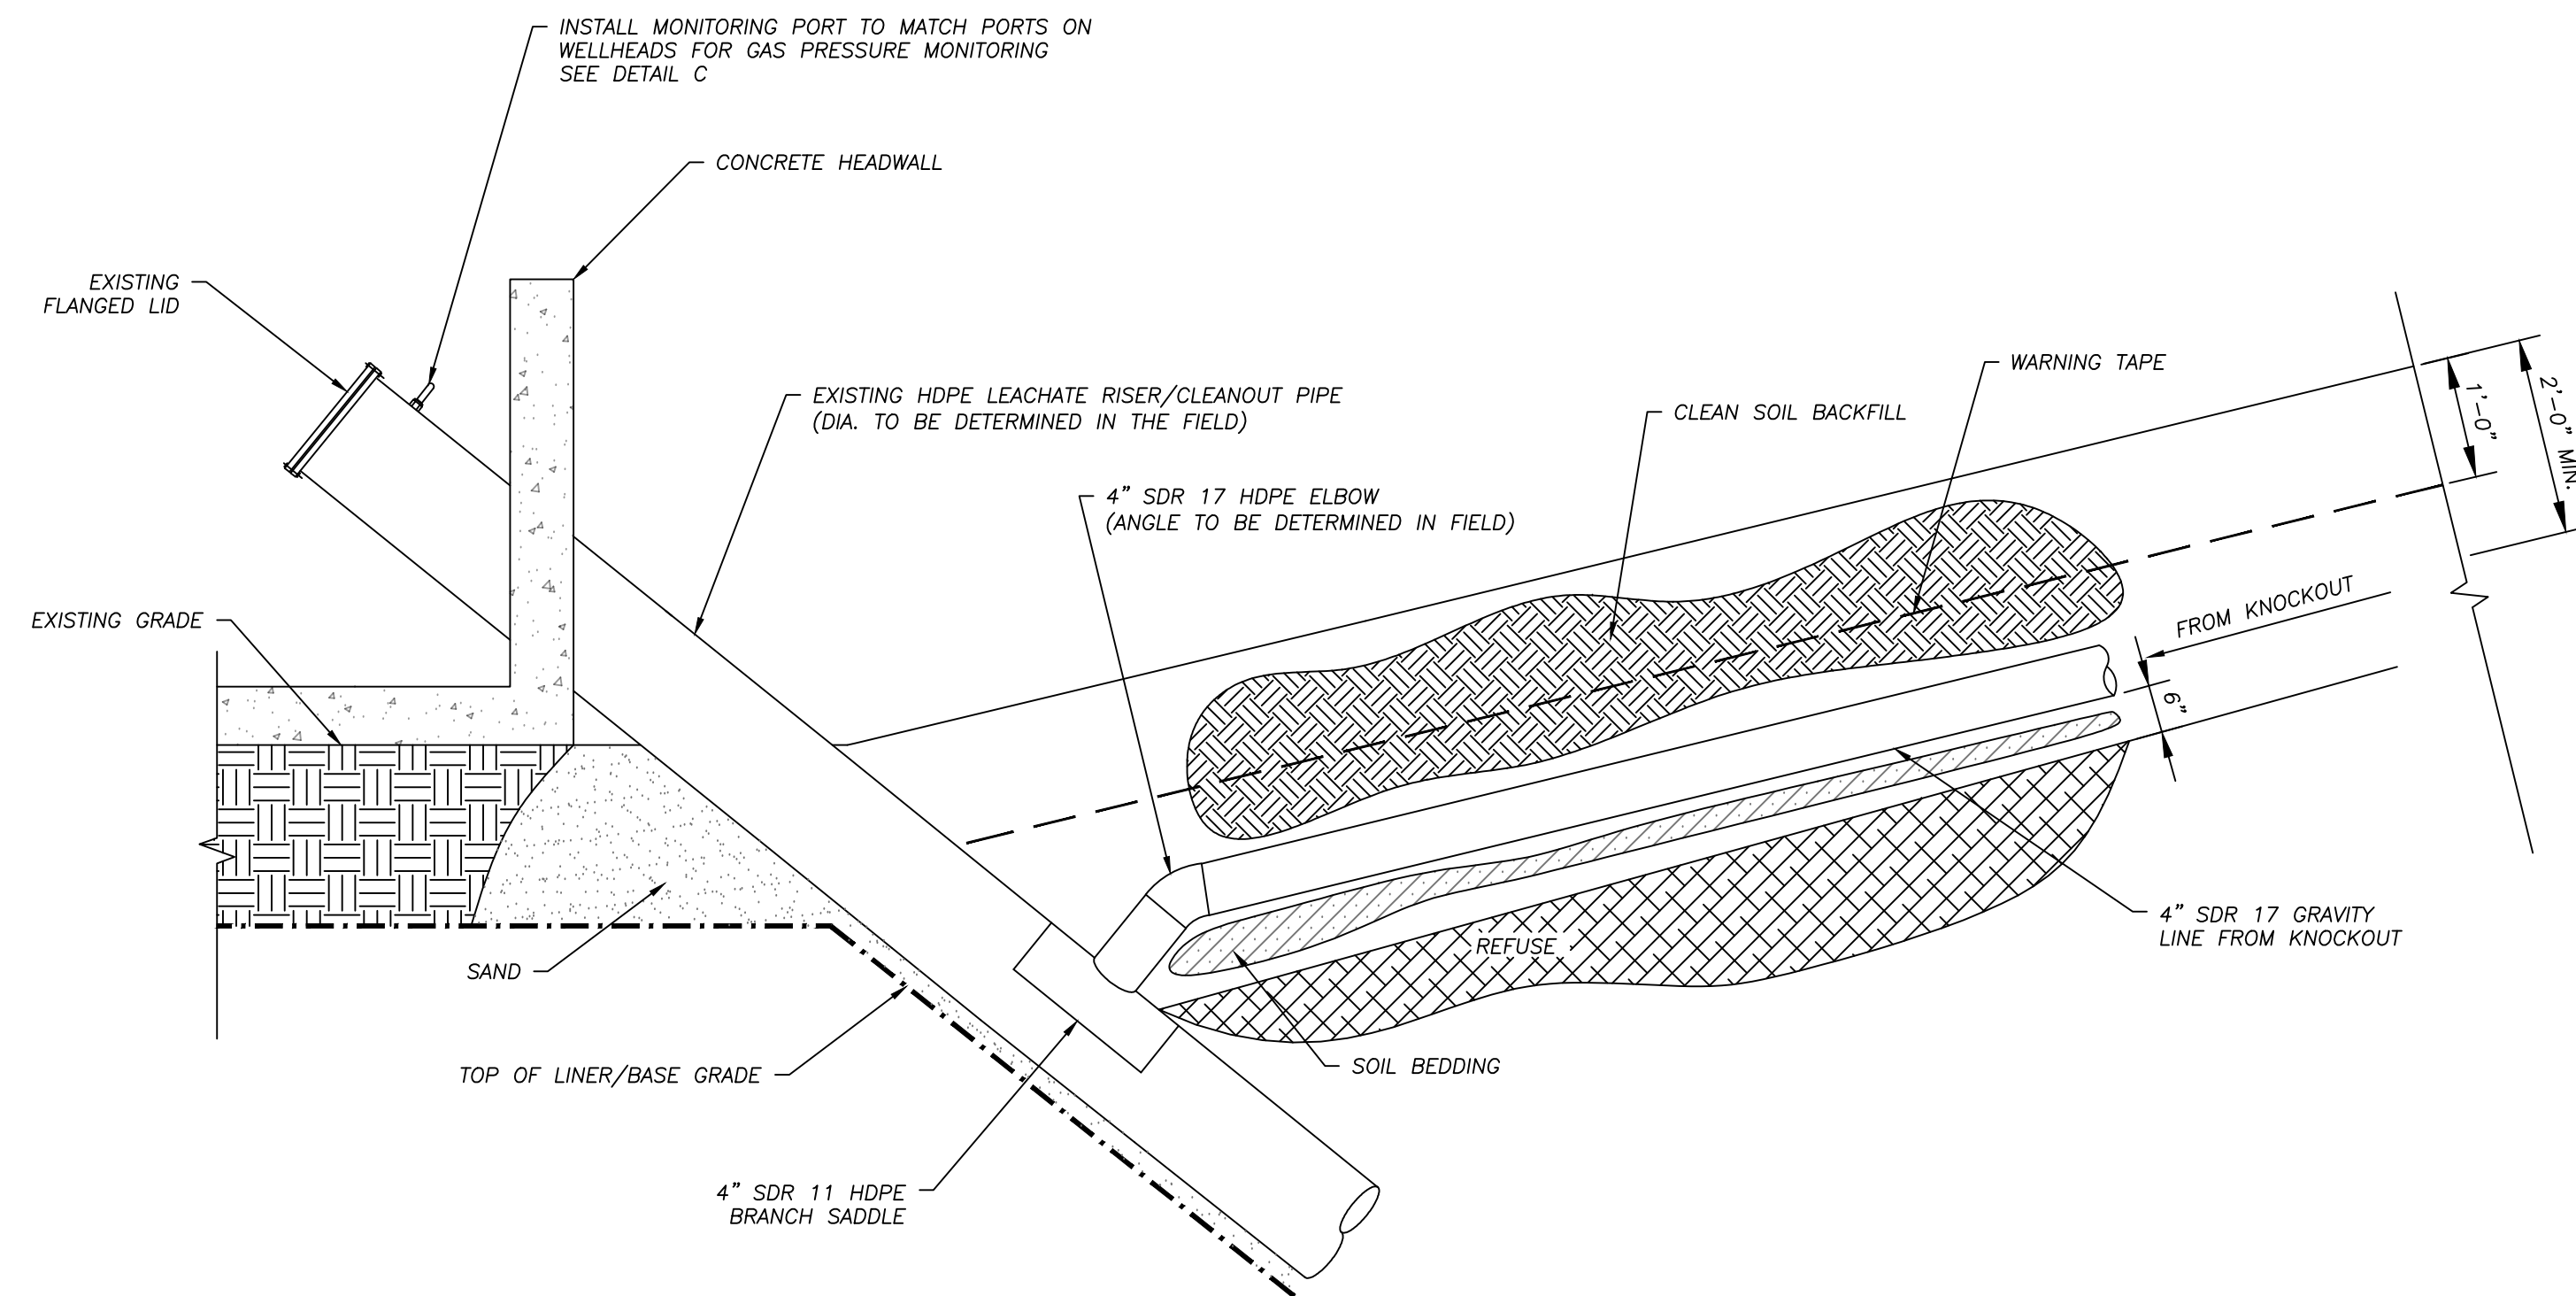 INSTALL MONITORING PORT TO MATCH PORTS ON
WELLHEADS FOR GAS PRESSURE MONITORING
SEE DETAIL C
CONCRETE HEADWALL
EXISTING
FLANGED LID
EXISTING HDPE LEACHATE RISER/CLEANOUT PIPE
(DIA. TO BE DETERMINED IN THE FIELD)
WARNING TAPE
CLEAN SOIL BACKFILL
1'-0"
2'-0" MIN.
4" SDR 17 HDPE ELBOW
(ANGLE TO BE DETERMINED IN FIELD)
EXISTING GRADE
FROM KNOCKOUT
6"
4" SDR 17 GRAVITY
LINE FROM KNOCKOUT
REFUSE
SAND
SOIL BEDDING
TOP OF LINER/BASE GRADE
4" SDR 11 HDPE
BRANCH SADDLE